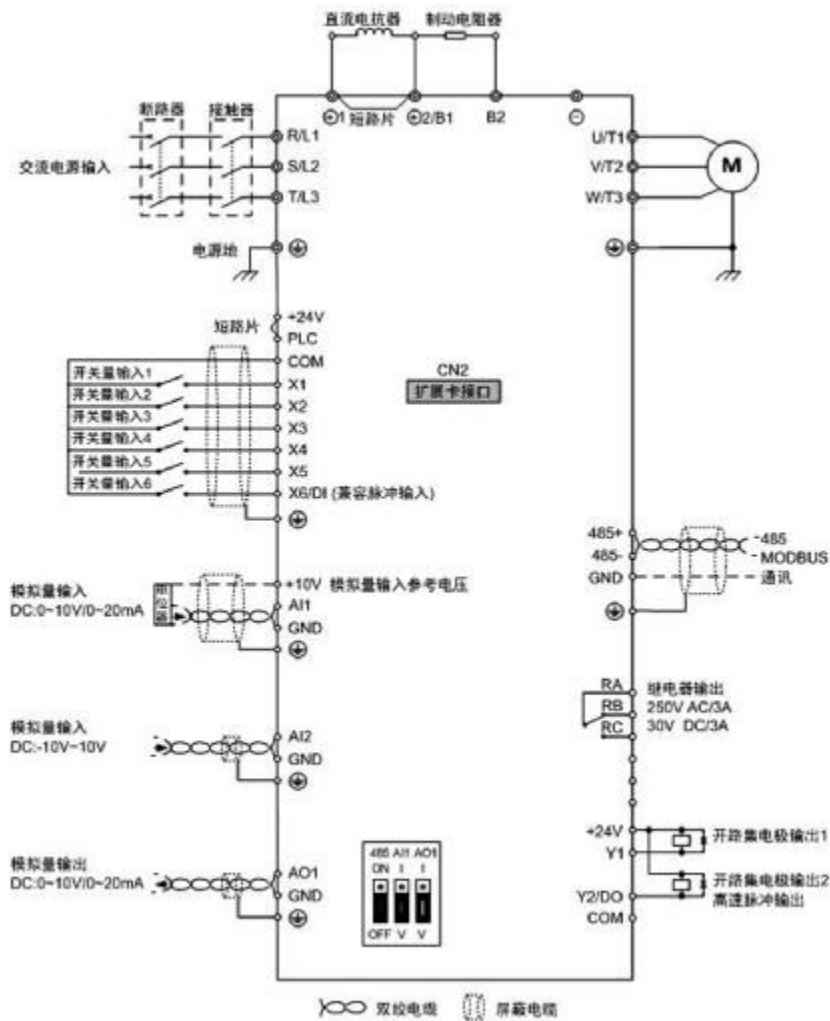 直流电抗器
制动电阻器
断路器
接触器
⊕1
短路片
⊕2/B1
B2
⊖
R/L1
S/L2
T/L3
交流电源输入
U/T1
V/T2
W/T3
M
电源地
短路片
+24V
PLC
COM
开关量输入1
X1
开关量输入2
X2
开关量输入3
X3
开关量输入4
X4
开关量输入5
X5
开关量输入6
X6/DI (兼容脉冲输入)
CN2
扩展卡接口
485+
485-
GND
485
MODBUS
通讯
模拟量输入
DC:0~10V/0~20mA
电位器
+10V 模拟量输入参考电压
AI1
GND
RA
RB
RC
继电器输出
250V AC/3A
30V DC/3A
模拟量输入
DC:-10V~10V
AI2
GND
模拟量输出
DC:0~10V/0~20mA
AO1
GND
485 AI1 AO1
ON I I
OFF V V
+24V
Y1
开路集电极输出1
Y2/DO
COM
开路集电极输出2
高速脉冲输出
双绞电缆
屏蔽电缆